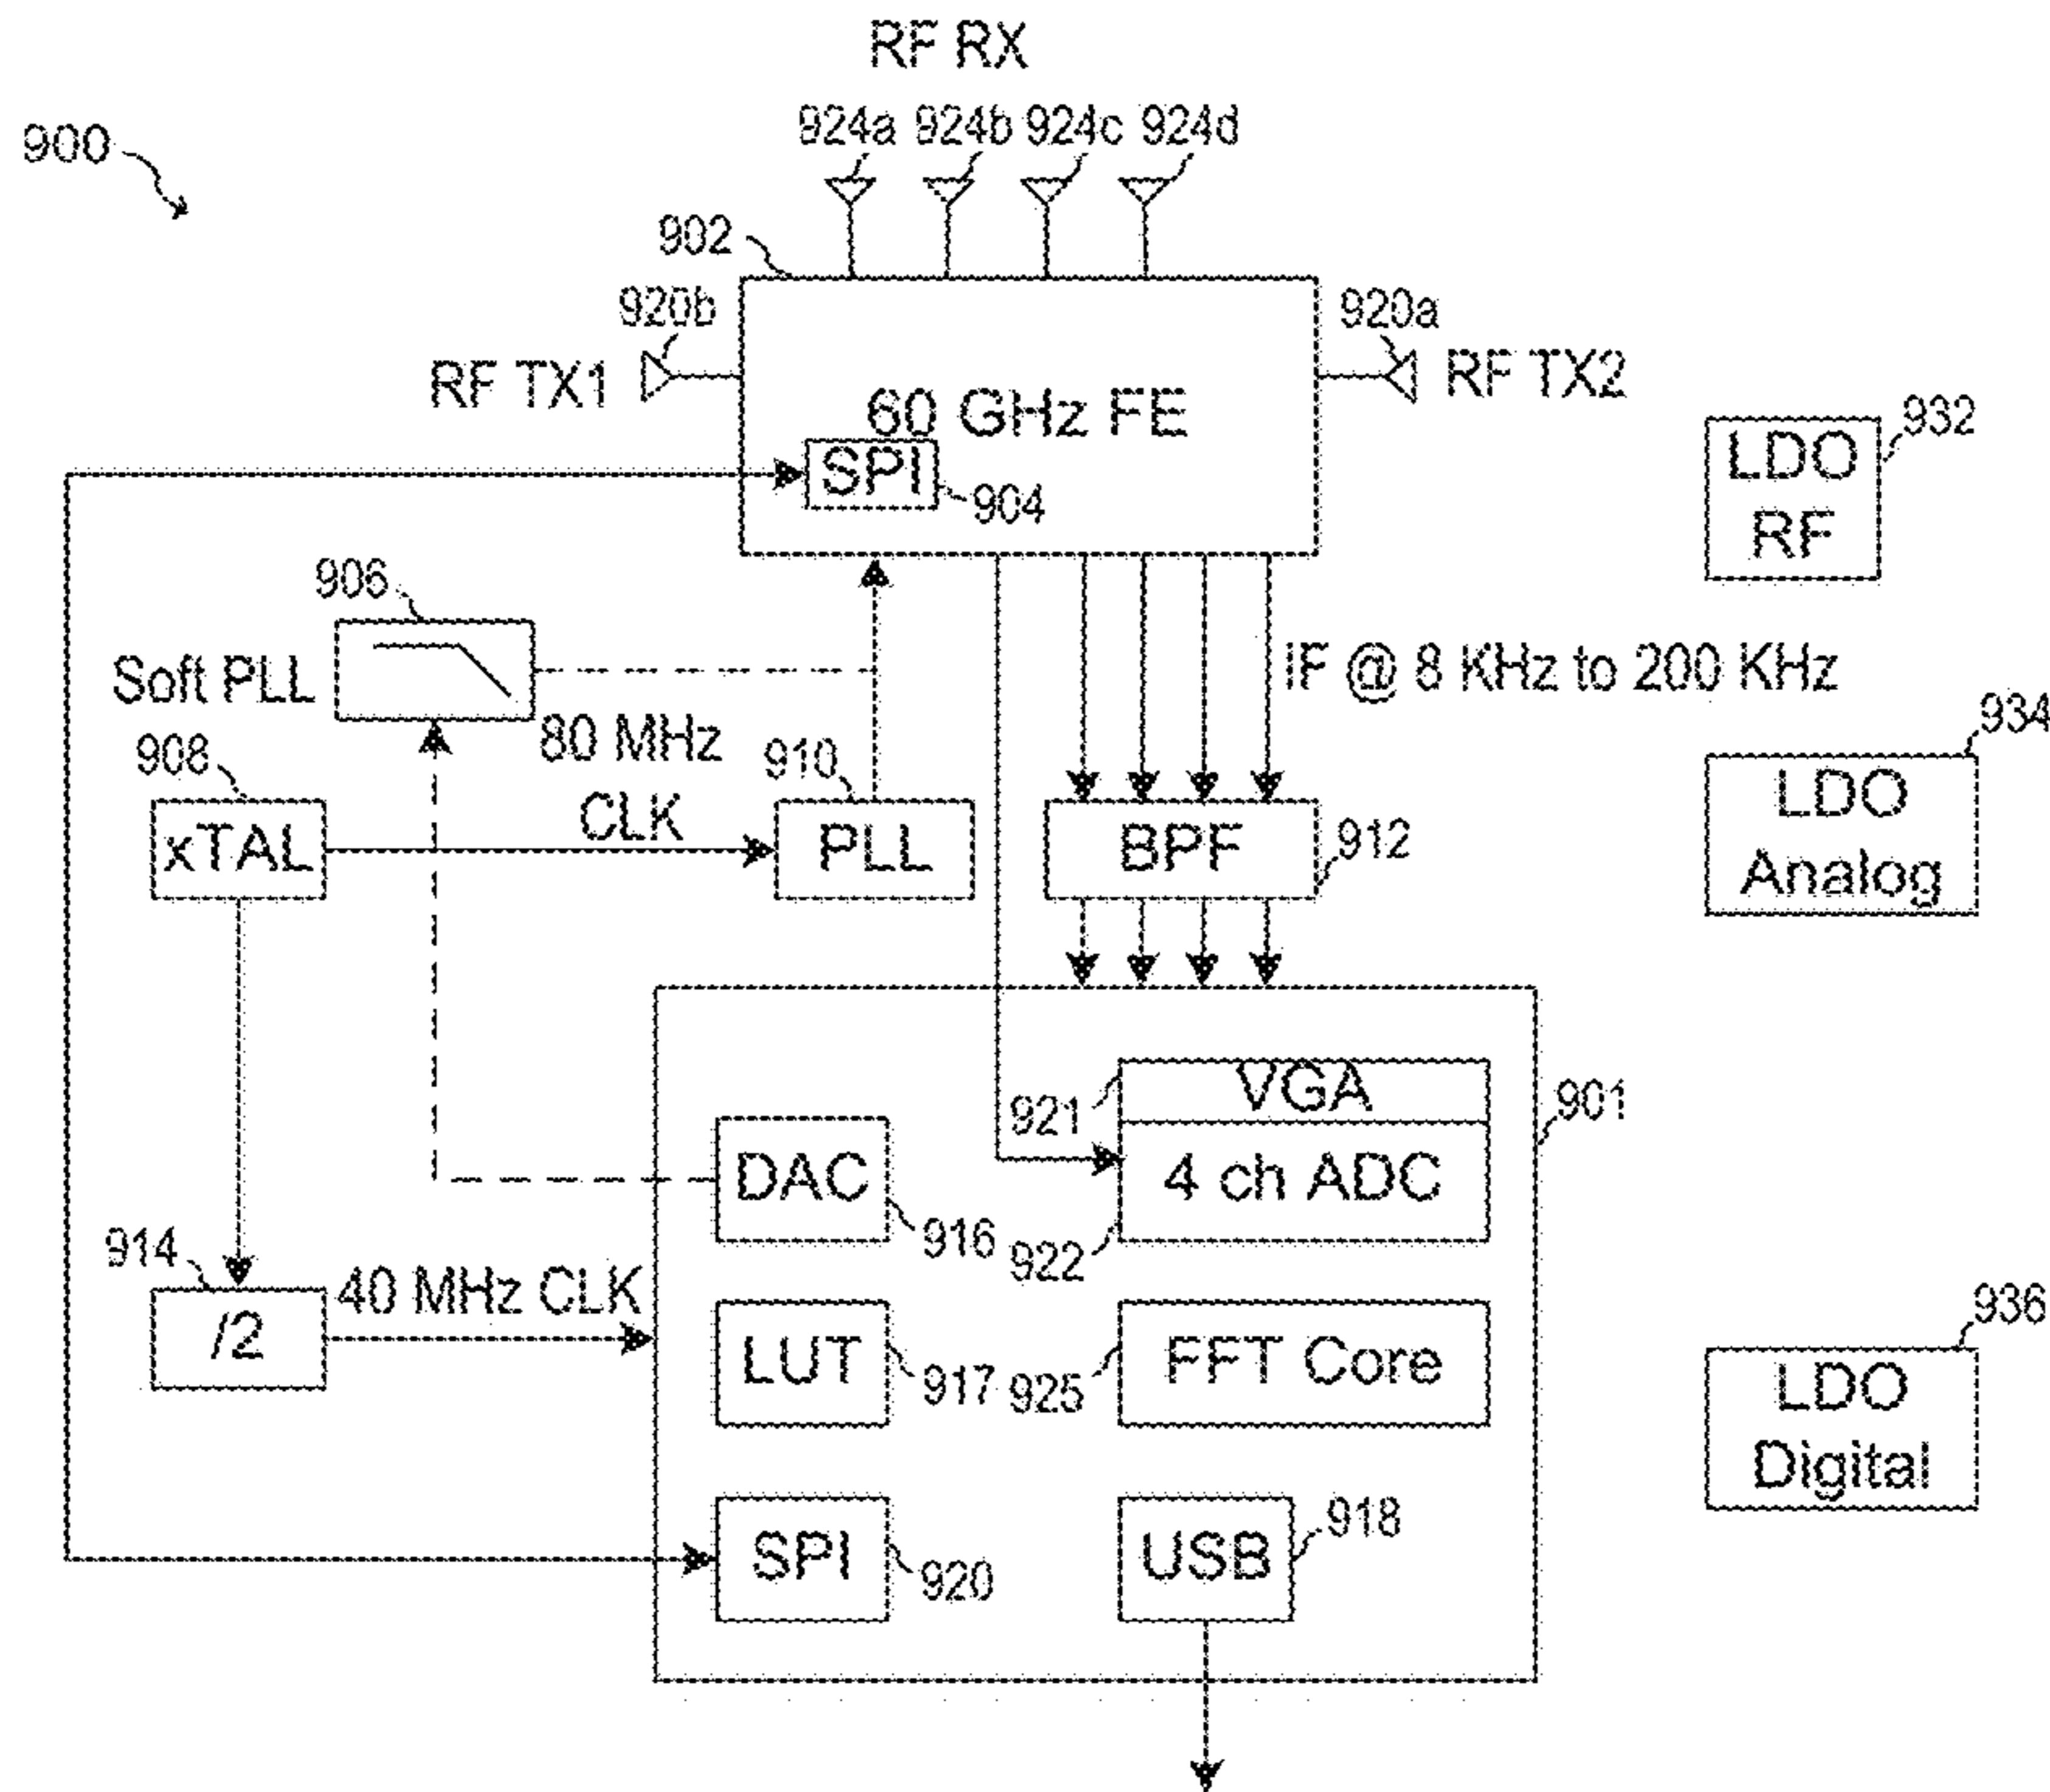 RF RX
924a 924b 924c 924d
900
902
920b
920a
RF TX1
RF TX2
60 GHz FE
SPI
904
932
LDO
RF
906
Soft PLL
IF @ 8 KHz to 200 KHz
80 MHz
CLK
908
xTAL
910
PLL
BPF
912
934
LDO
Analog
901
921
VGA
DAC
916
4 ch ADC
922
914
/2
40 MHz CLK
LUT
917
925
FFT Core
936
LDO
Digital
SPI
920
USB
918